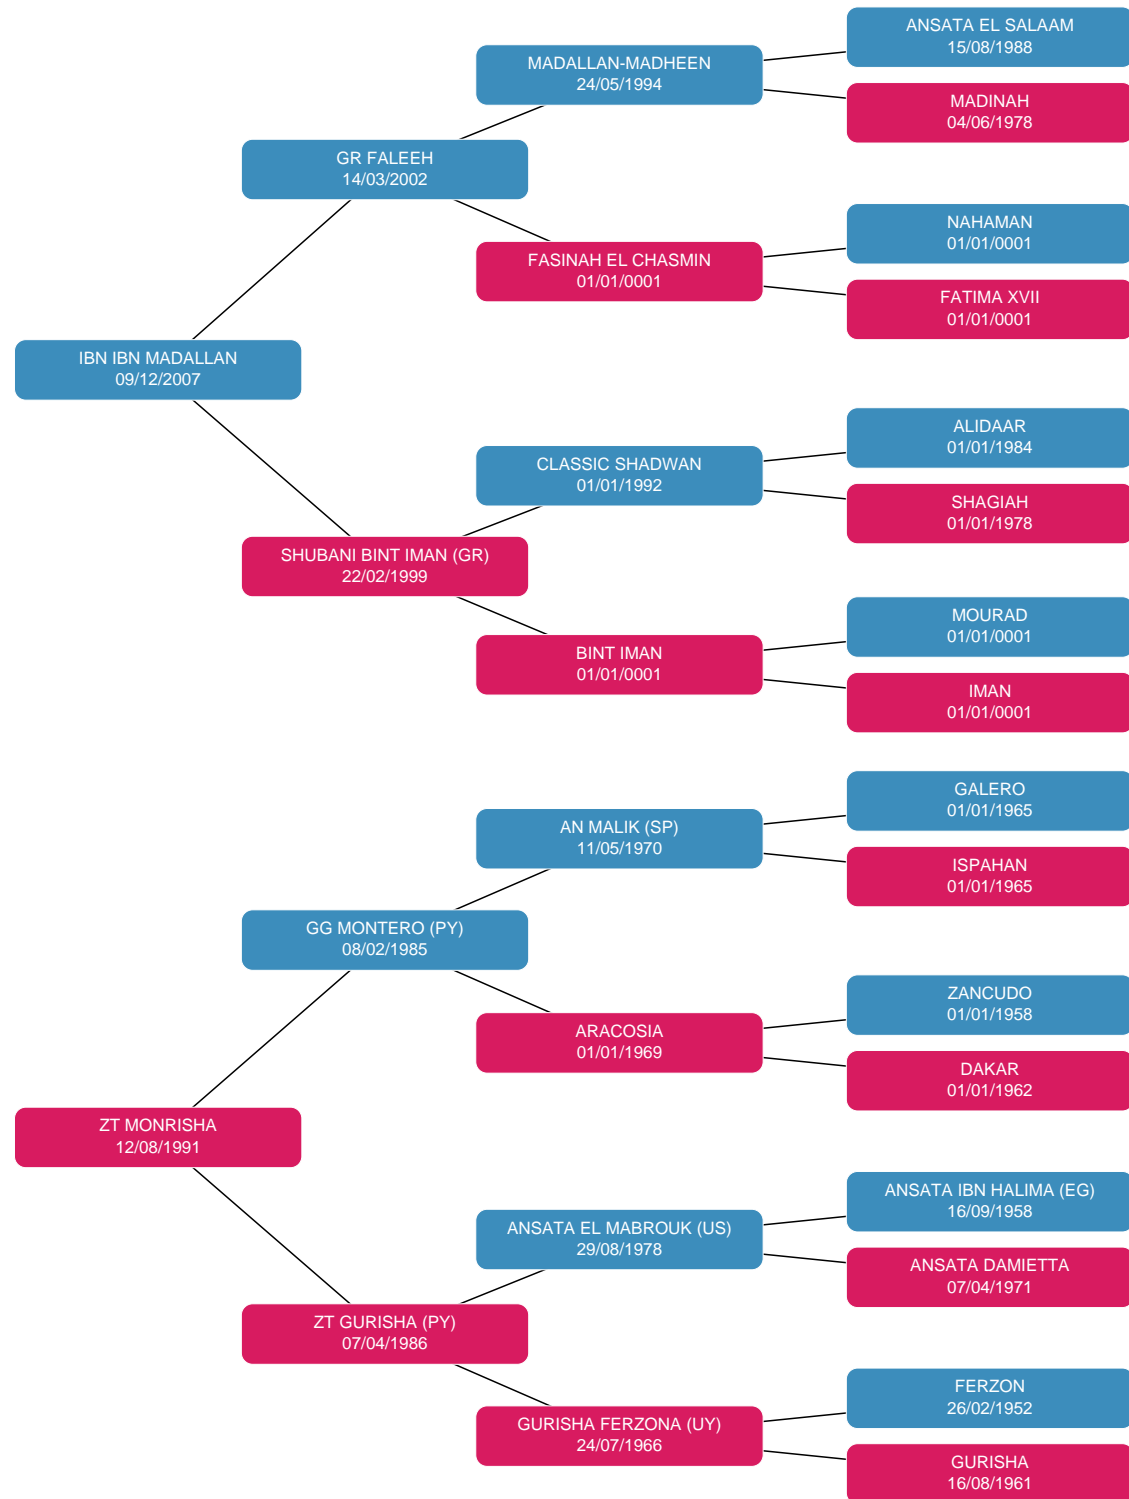 ANSATA EL SALAAM
15/08/1988
MADALLAN-MADHEEN
24/05/1994
MADINAH
04/06/1978
GR FALEEH
14/03/2002
NAHAMAN
01/01/0001
FASINAH EL CHASMIN
01/01/0001
FATIMA XVII
01/01/0001
IBN IBN MADALLAN
09/12/2007
ALIDAAR
01/01/1984
CLASSIC SHADWAN
01/01/1992
SHAGIAH
01/01/1978
SHUBANI BINT IMAN (GR)
22/02/1999
MOURAD
01/01/0001
BINT IMAN
01/01/0001
IMAN
01/01/0001
GALERO
01/01/1965
AN MALIK (SP)
11/05/1970
ISPAHAN
01/01/1965
GG MONTERO (PY)
08/02/1985
ZANCUDO
01/01/1958
ARACOSIA
01/01/1969
DAKAR
01/01/1962
ZT MONRISHA
12/08/1991
ANSATA IBN HALIMA (EG)
16/09/1958
ANSATA EL MABROUK (US)
29/08/1978
ANSATA DAMIETTA
07/04/1971
ZT GURISHA (PY)
07/04/1986
FERZON
26/02/1952
GURISHA FERZONA (UY)
24/07/1966
GURISHA
16/08/1961